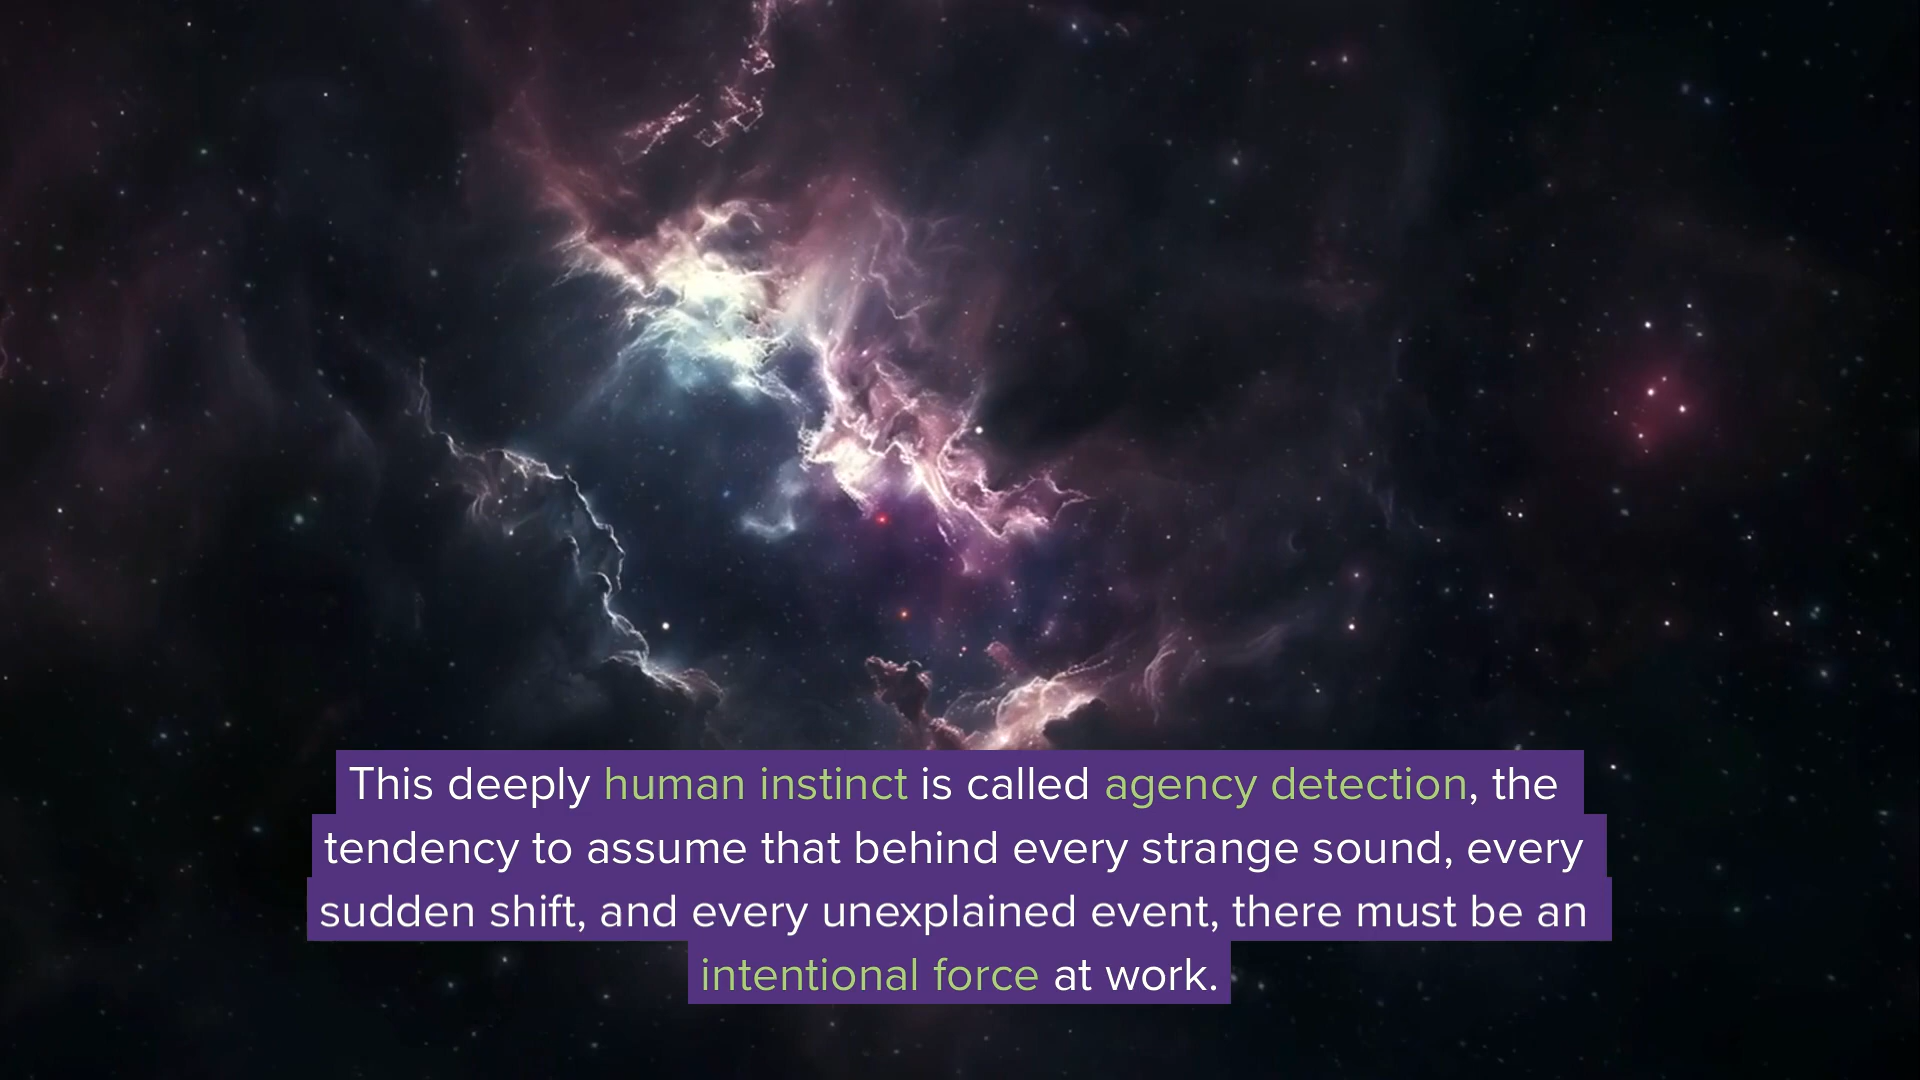 This deeply human instinct is called agency detection, the
tendency to assume that behind every strange sound, every
sudden shift, and every unexplained event, there must be an
intentional force at work.